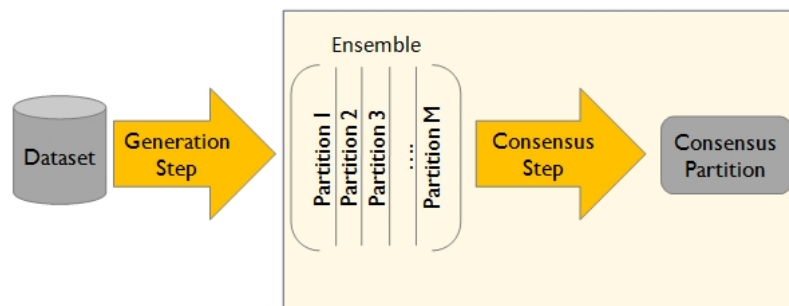 Ensemble
Dataset
Generation
Step
Partition 1
Partition 2
Partition 3
....
Partition M
Consensus
Step
Consensus
Partition